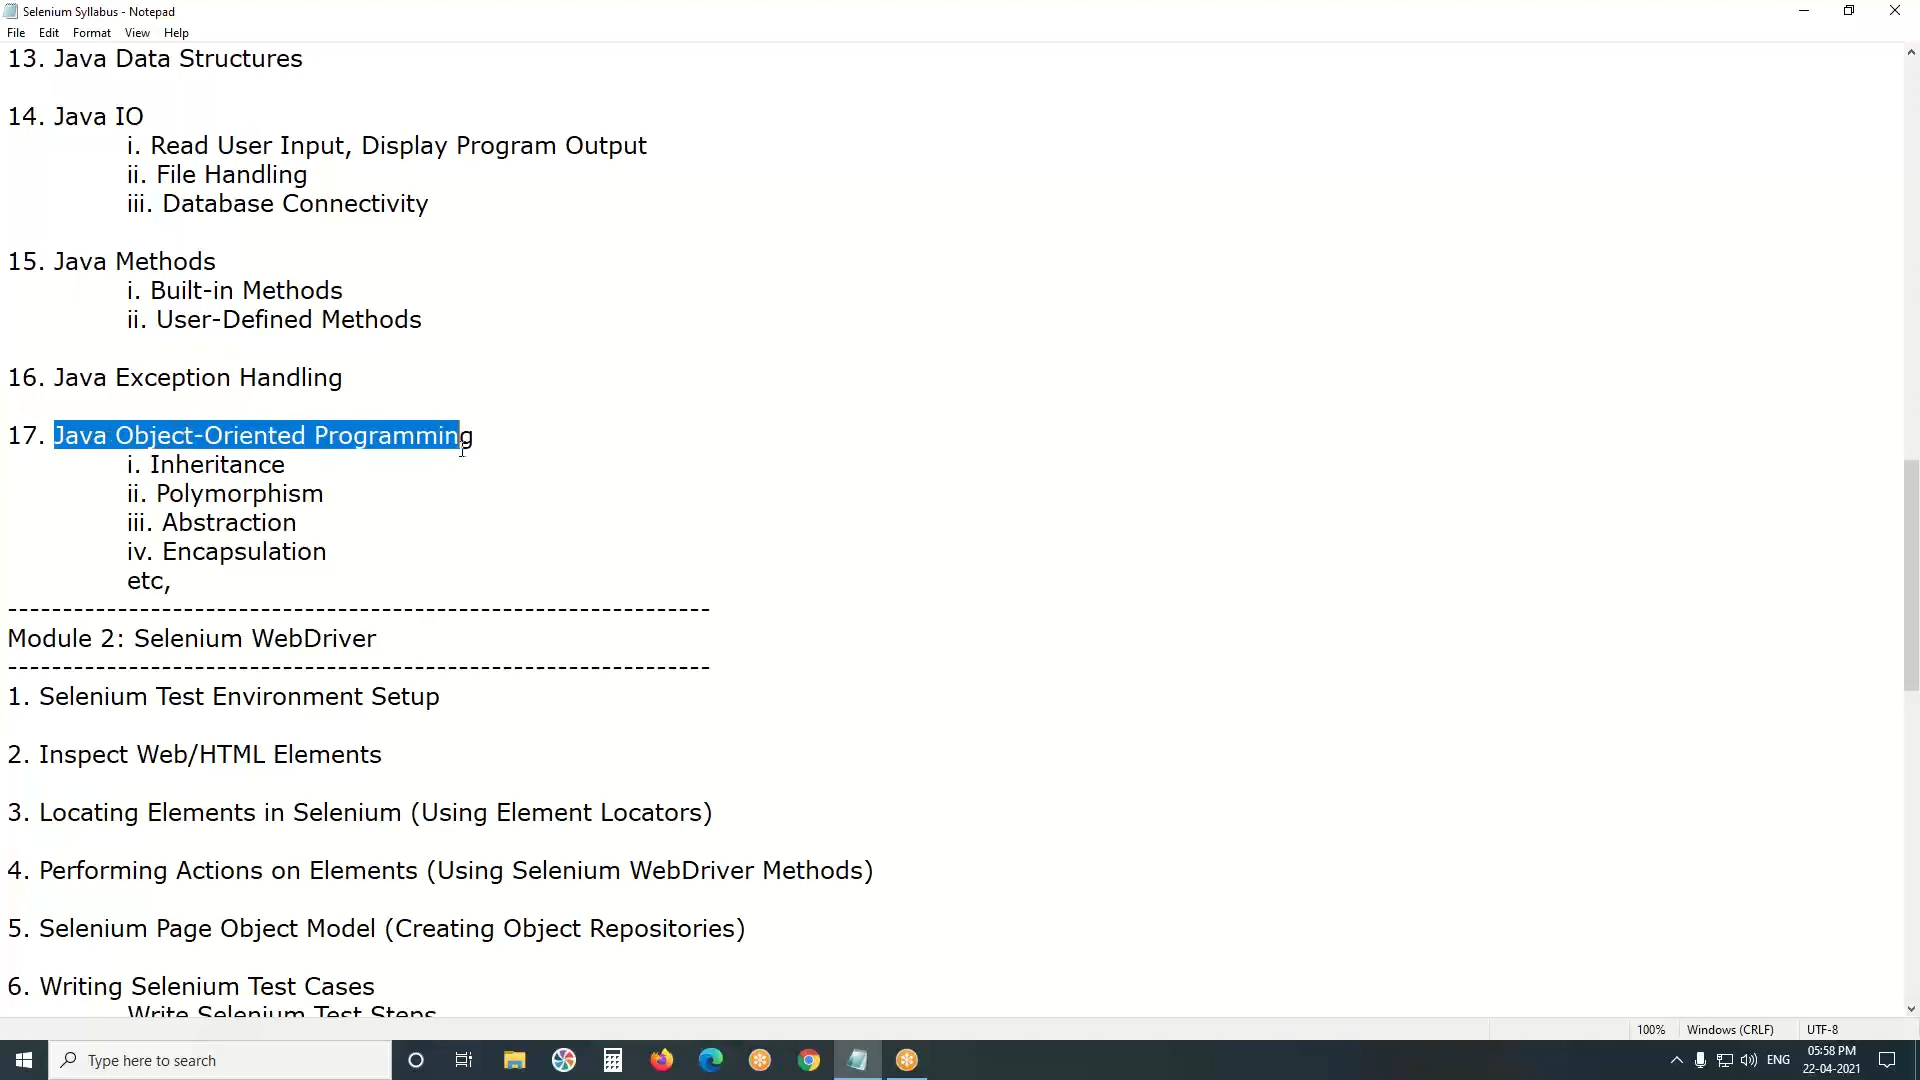 Selenium Syllabus - Notepad
File Edit Format View Help
13. Java Data Structures
14. Java IO
i. Read User Input, Display Program Output
ii. File Handling
iii. Database Connectivity
15. Java Methods
i. Built-in Methods
ii. User-Defined Methods
16. Java Exception Handling
17. Java Object-Oriented Programming
i. Inheritance
ii. Polymorphism
iii. Abstraction
iv. Encapsulation
etc,
----------------------------------------------------------------
Module 2: Selenium WebDriver
----------------------------------------------------------------
1. Selenium Test Environment Setup
2. Inspect Web/HTML Elements
3. Locating Elements in Selenium (Using Element Locators)
4. Performing Actions on Elements (Using Selenium WebDriver Methods)
5. Selenium Page Object Model (Creating Object Repositories)
6. Writing Selenium Test Cases
Write Selenium Test Steps
100% Windows (CRLF) UTF-8
Type here to search
ENG
05:58 PM
22-04-2021